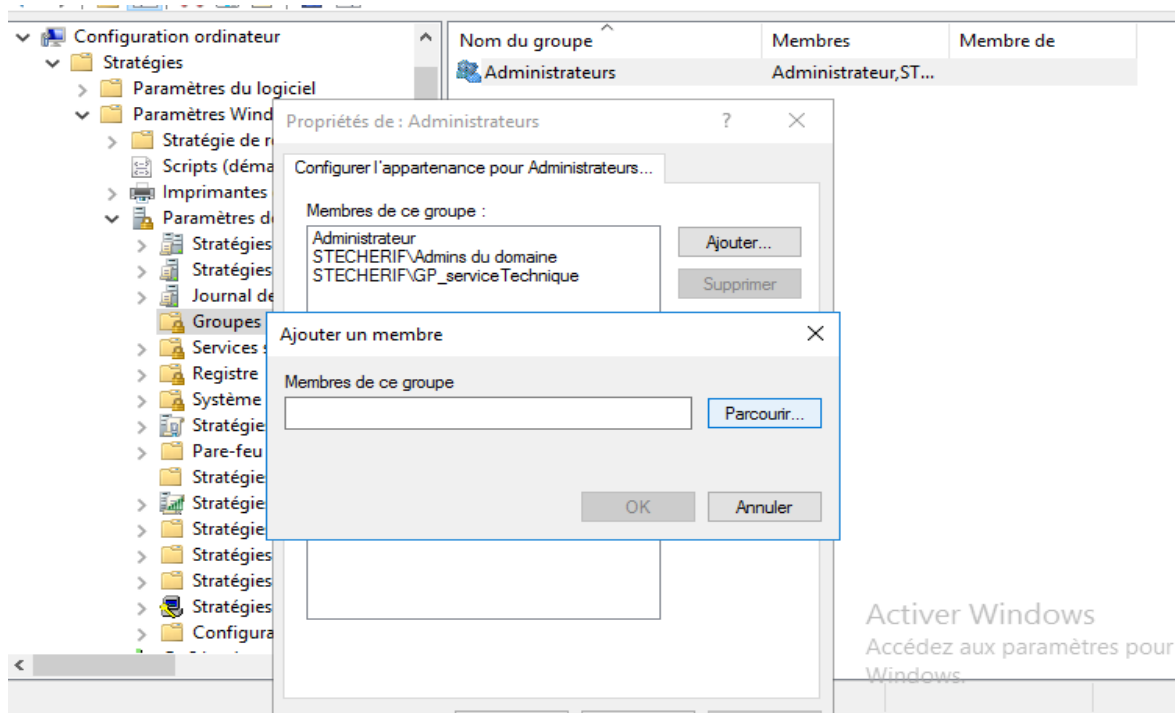 Configuration ordinateur
Stratégies
Paramètres du logiciel
Paramètres Wind
Stratégie de r
Scripts (déma
Imprimantes
Paramètres d
Stratégies
Stratégies
Journal de
Groupes
Services s
Registre
Système
Stratégie
Pare-feu
Stratégie
Stratégie
Stratégie
Stratégies
Stratégies
Stratégies
Configura
Nom du groupe Membres Membre de
Administrateurs Administrateur,ST...
Propriétés de : Administrateurs ?
Configurer l'appartenance pour Administrateurs...
Membres de ce groupe :
Administrateur
STECHERIF\Admins du domaine
STECHERIF\GP_serviceTechnique
Ajouter...
Supprimer
Ajouter un membre
Membres de ce groupe
Parcourir...
OK Annuler
Activer Windows
Accédez aux paramètres pour
Windows.